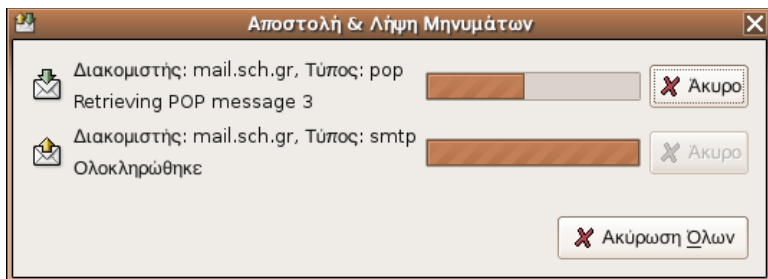 Αποστολή & Λήψη Μηνυμάτων
Διακομιστής: mail.sch.gr, Τύπος: pop
Retrieving POP message 3
Άκυρο
Διακομιστής: mail.sch.gr, Τύπος: smtp
Ολοκληρώθηκε
Άκυρο
Ακύρωση Όλων